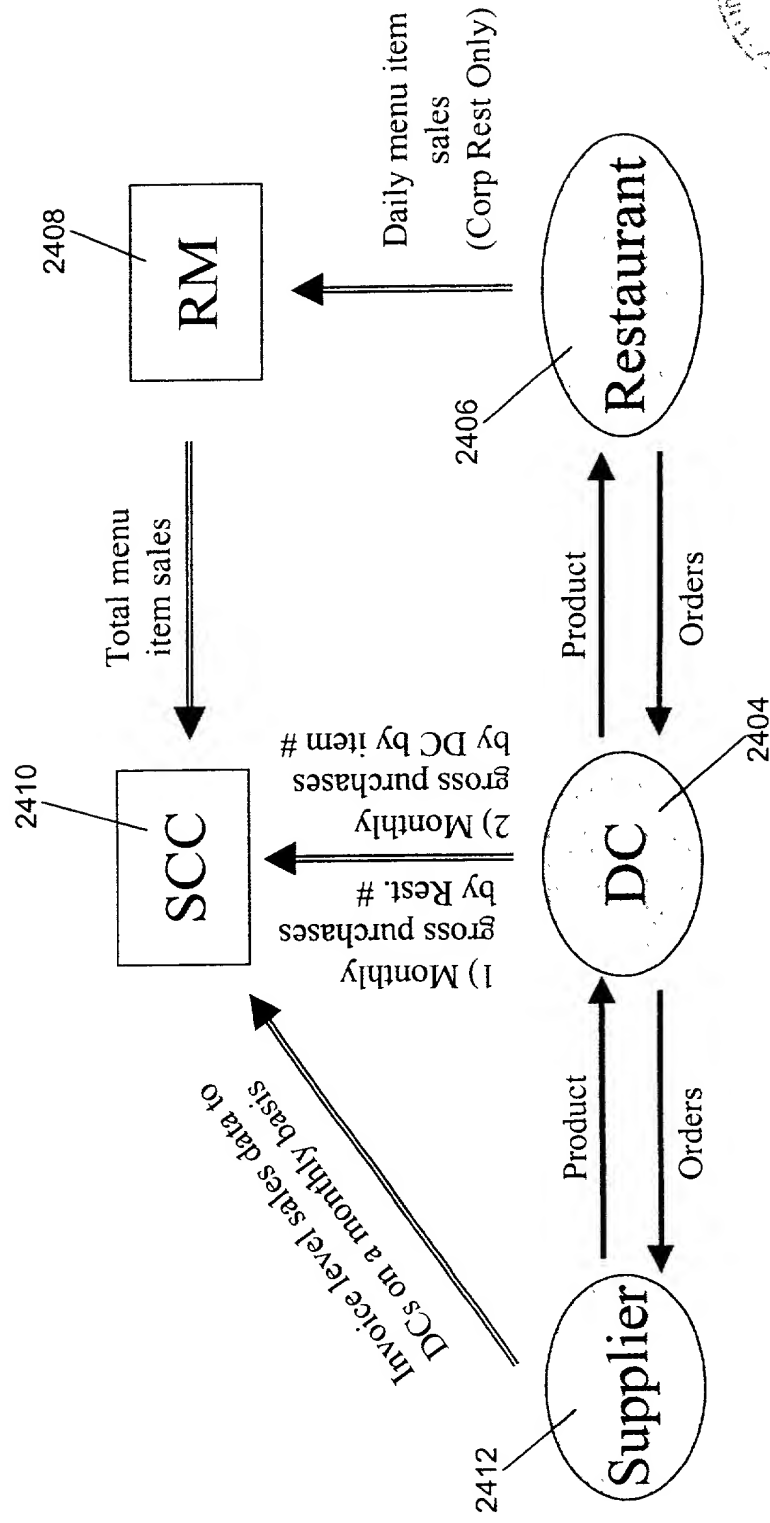 2408
RM
Daily menu item
sales
(Corp Rest Only)
2406
Restaurant
Total menu
item sales
Product
Orders
2410
SCC
2) Monthly
gross purchases
by DC by item #
1) Monthly
gross purchases
by Rest. #
DC
2404
Invoice level sales data to
DCs on a monthly basis
Product
Orders
2412
Supplier